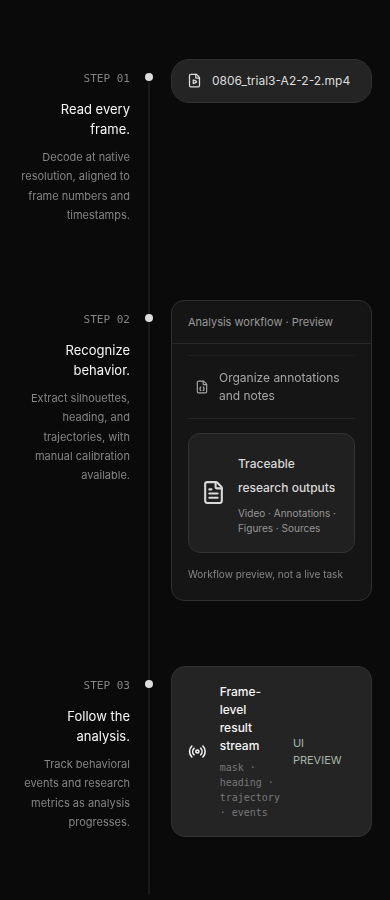 STEP 01
Read every
frame.
Decode at native
resolution, aligned to
frame numbers and
timestamps.
0806_trial3-A2-2-2.mp4
STEP 02
Recognize
behavior.
Extract silhouettes,
heading, and
trajectories, with
manual calibration
available.
Analysis workflow · Preview
Organize annotations
and notes
Traceable
research outputs
Video · Annotations ·
Figures · Sources
Workflow preview, not a live task
STEP 03
Follow the
analysis.
Track behavioral
events and research
metrics as analysis
progresses.
Frame-
level
result
stream
mask ·
heading ·
trajectory
· events
UI
PREVIEW